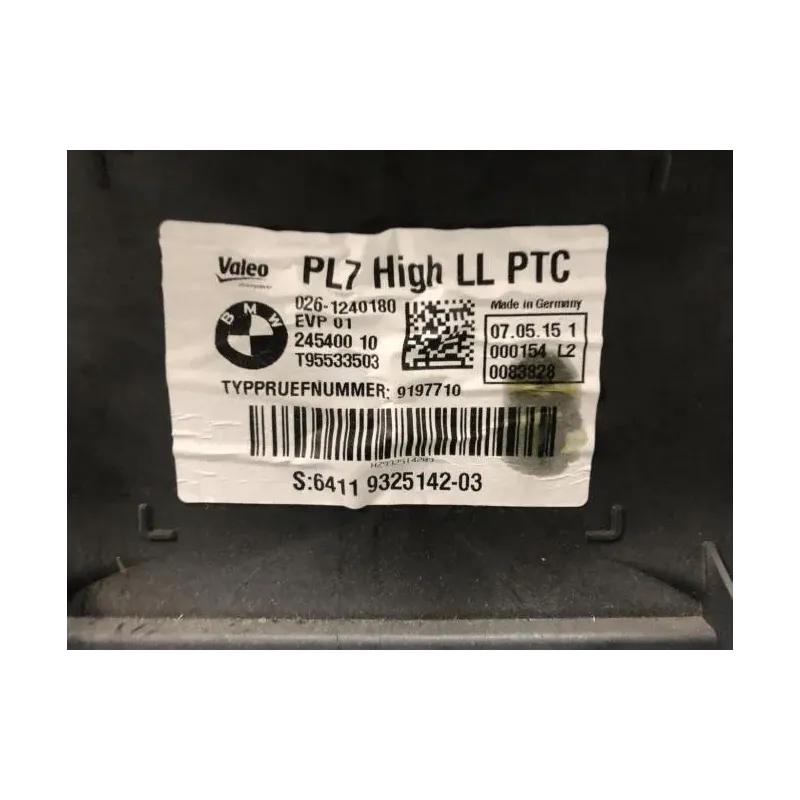 Valeo
PL7 High LL PTC
BMW
026-1240180
EVP 01
245400 10
T95533503
Made in Germany
07.05.15 1
000154 L2
0083828
TYPPRUEFNUMMER: 9197710
S:6411 9325142-03